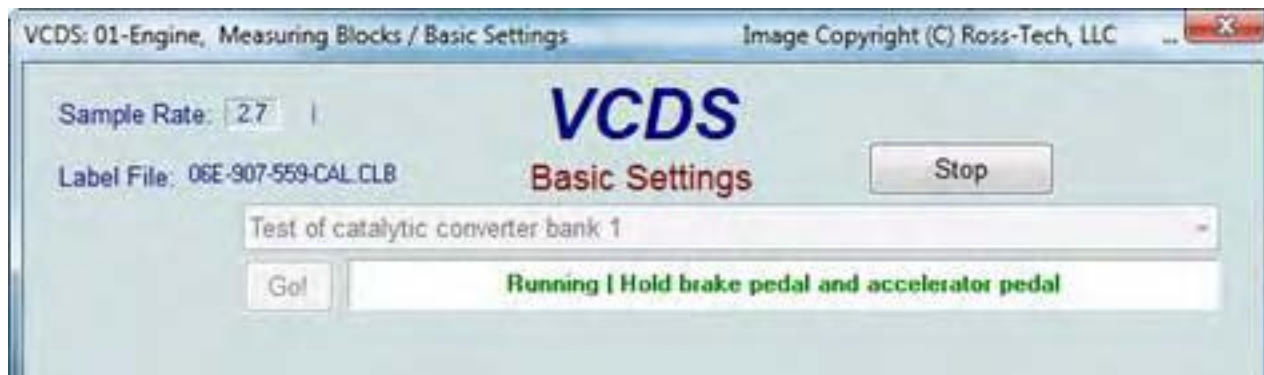 VCDS: 01-Engine, Measuring Blocks / Basic Settings Image Copyright (C) Ross-Tech, LLC ...
Sample Rate: 2.7
VCDS
Label File: 06E-907-559-CAL.CLB
Basic Settings
Stop
Test of catalytic converter bank 1
Go!
Running | Hold brake pedal and accelerator pedal